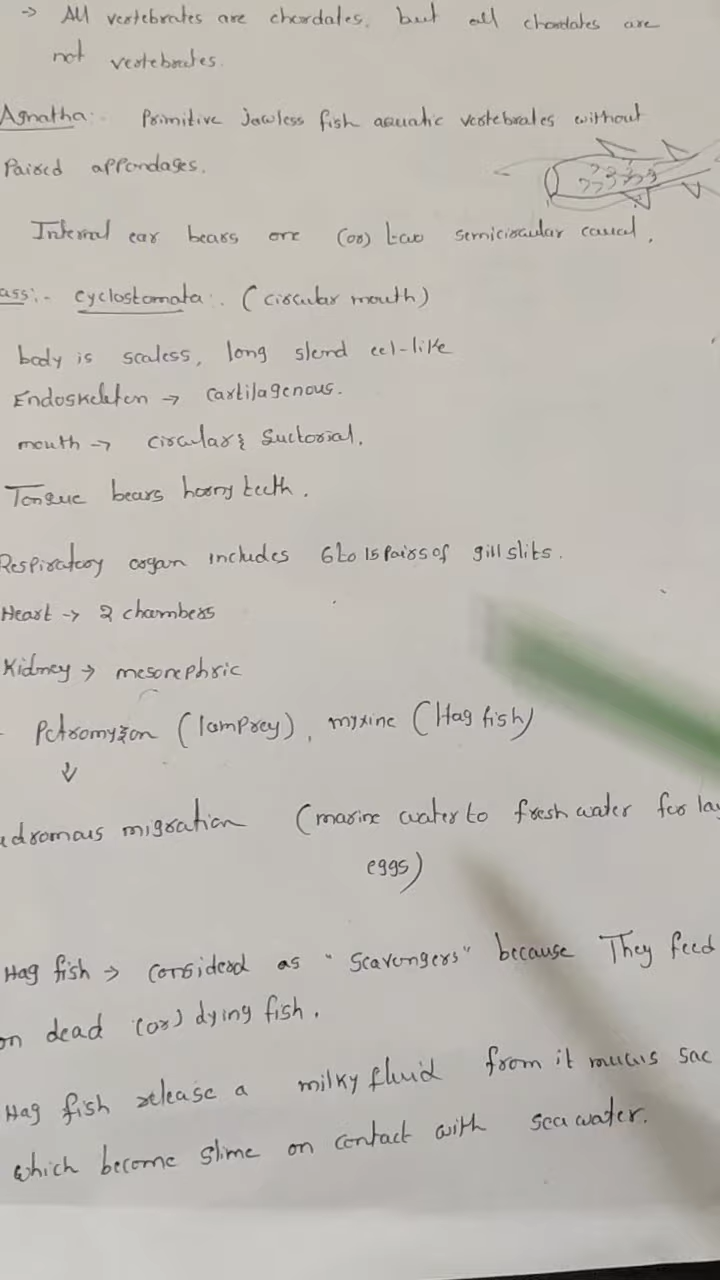 → All vertebrates are chordates. but all chordates are
not vertebrates.
Agnatha:- Primitive Jawless fish aquatic vertebrates without
Paired appendages.
Internal ear bears one (or) two semicircular canal.
ass:- cyclostomata:. (circular mouth)
body is scaless, long slend eel-like
Endoskeleton → cartilagenous.
mouth → circular & Suctorial.
Tongue bears horny teeth.
Respiratory organ includes 6 to 15 pairs of gill slits.
Heart → 2 chambers
Kidney → mesonephric
- Petromyzon (lamprey), myxine (Hag fish)
↓
adromous migration (marine water to fresh water for lay
eggs)
Hag fish → considerd as "scavengers" because They feed
on dead (or) dying fish.
Hag fish release a milky fluid from it mucus sac
which become slime on contact with sea water.